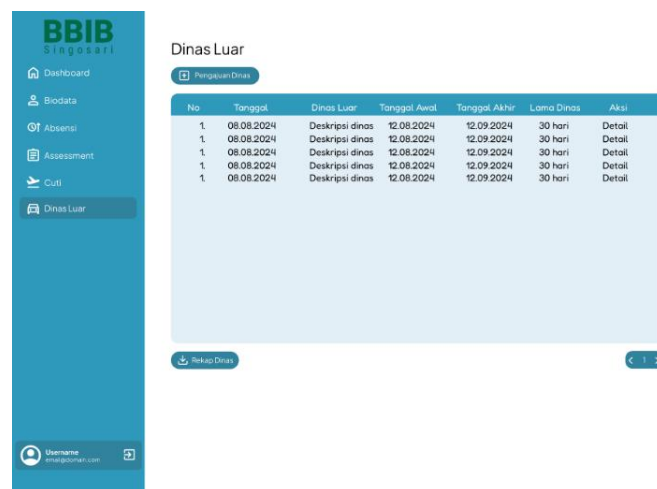 BBIB
Singosari
Dashboard
Biodata
Absensi
Assessment
Cuti
Dinas Luar
Username
email@domain.com
Dinas Luar
Pengajuan Dinas
No Tanggal Dinas Luar Tanggal Awal Tanggal Akhir Lama Dinas Aksi
1. 08.08.2024 Deskripsi dinas 12.08.2024 12.09.2024 30 hari Detail
1. 08.08.2024 Deskripsi dinas 12.08.2024 12.09.2024 30 hari Detail
1. 08.08.2024 Deskripsi dinas 12.08.2024 12.09.2024 30 hari Detail
1. 08.08.2024 Deskripsi dinas 12.08.2024 12.09.2024 30 hari Detail
1. 08.08.2024 Deskripsi dinas 12.08.2024 12.09.2024 30 hari Detail
Rekap Dinas
1